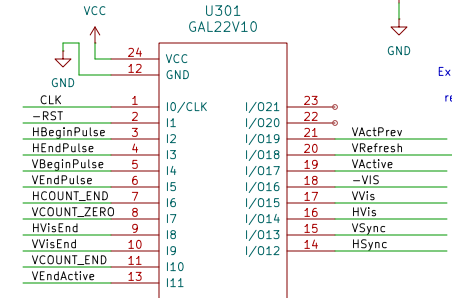 VCC
U301
GAL22V10
GND
GND
24 VCC
12 GND
CLK 1 I0/CLK I/O21 23
-RST 2 I1 I/O20 22
HBeginPulse 3 I2 I/O19 21 VActPrev
HEndPulse 4 I3 I/O18 20 VRefresh
VBeginPulse 5 I4 I/O17 19 VActive
VEndPulse 6 I5 I/O16 18 -VIS
HCOUNT_END 7 I6 I/O15 17 VVis
VCOUNT_ZERO 8 I7 I/O14 16 HVis
HVisEnd 9 I8 I/O13 15 VSync
VVisEnd 10 I9 I/O12 14 HSync
VCOUNT_END 11 I10
VEndActive 13 I11
Ex
re